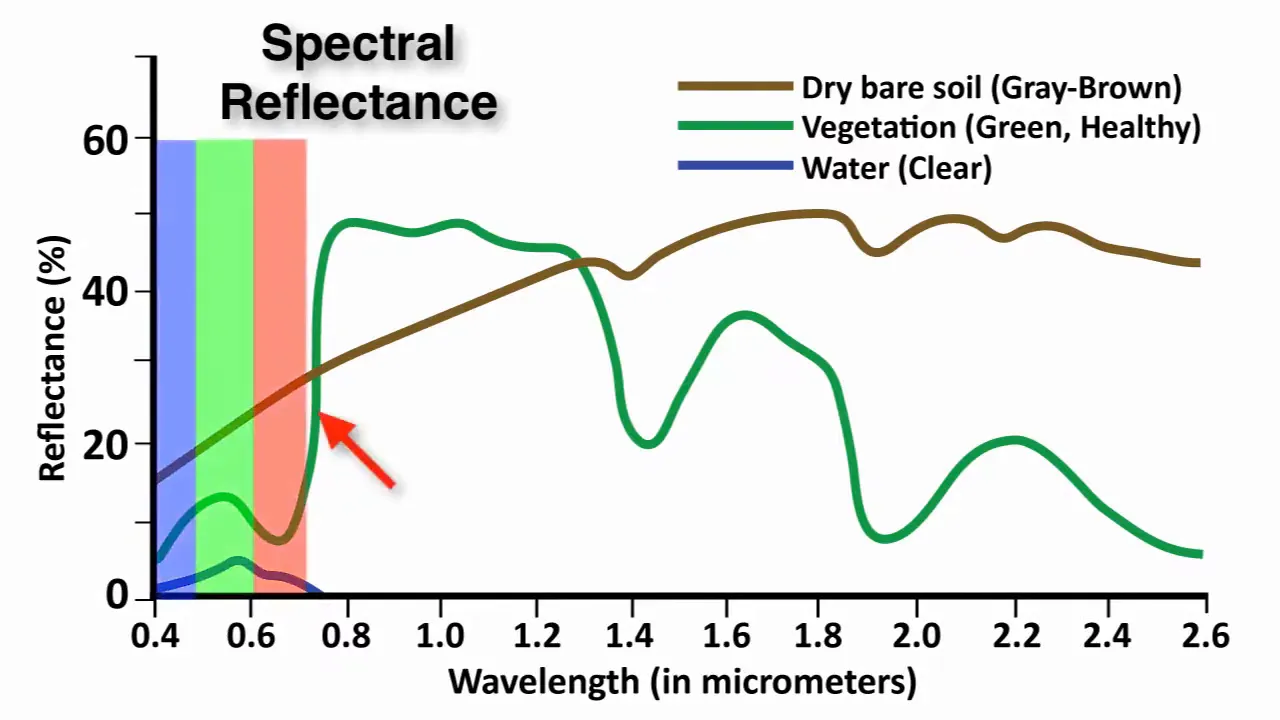 Spectral
Reflectance
Dry bare soil (Gray-Brown)
Vegetation (Green, Healthy)
Water (Clear)
Reflectance (%)
60
40
20
0
0.4 0.6 0.8 1.0 1.2 1.4 1.6 1.8 2.0 2.2 2.4 2.6
Wavelength (in micrometers)